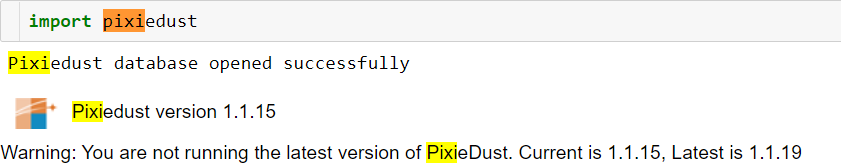 import pixiedust
Pixiedust database opened successfully
Pixiedust version 1.1.15
Warning: You are not running the latest version of PixieDust. Current is 1.1.15, Latest is 1.1.19